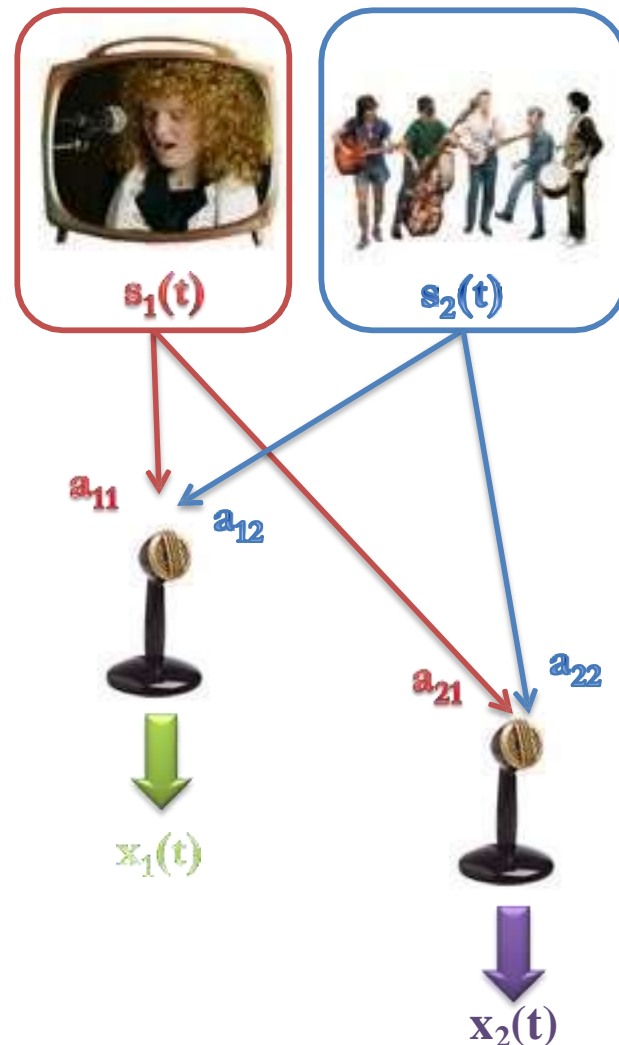 s₁(t)
s₂(t)
a₁₁
a₁₂
a₂₁
a₂₂
x₁(t)
x₂(t)